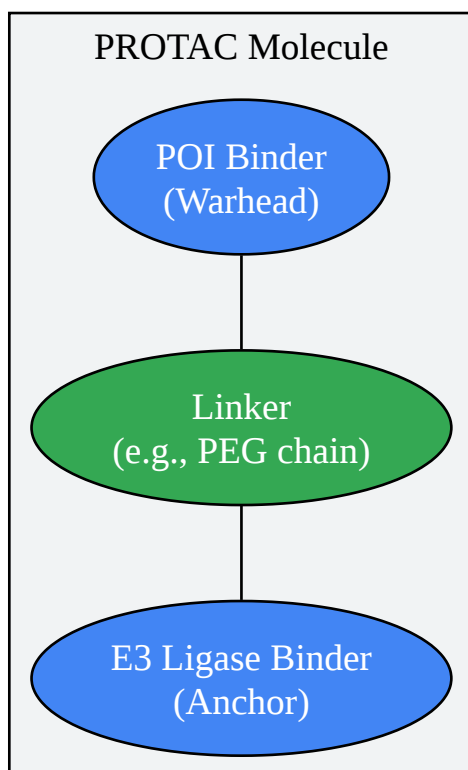 PROTAC Molecule
POI Binder
(Warhead)
Linker
(e.g., PEG chain)
E3 Ligase Binder
(Anchor)